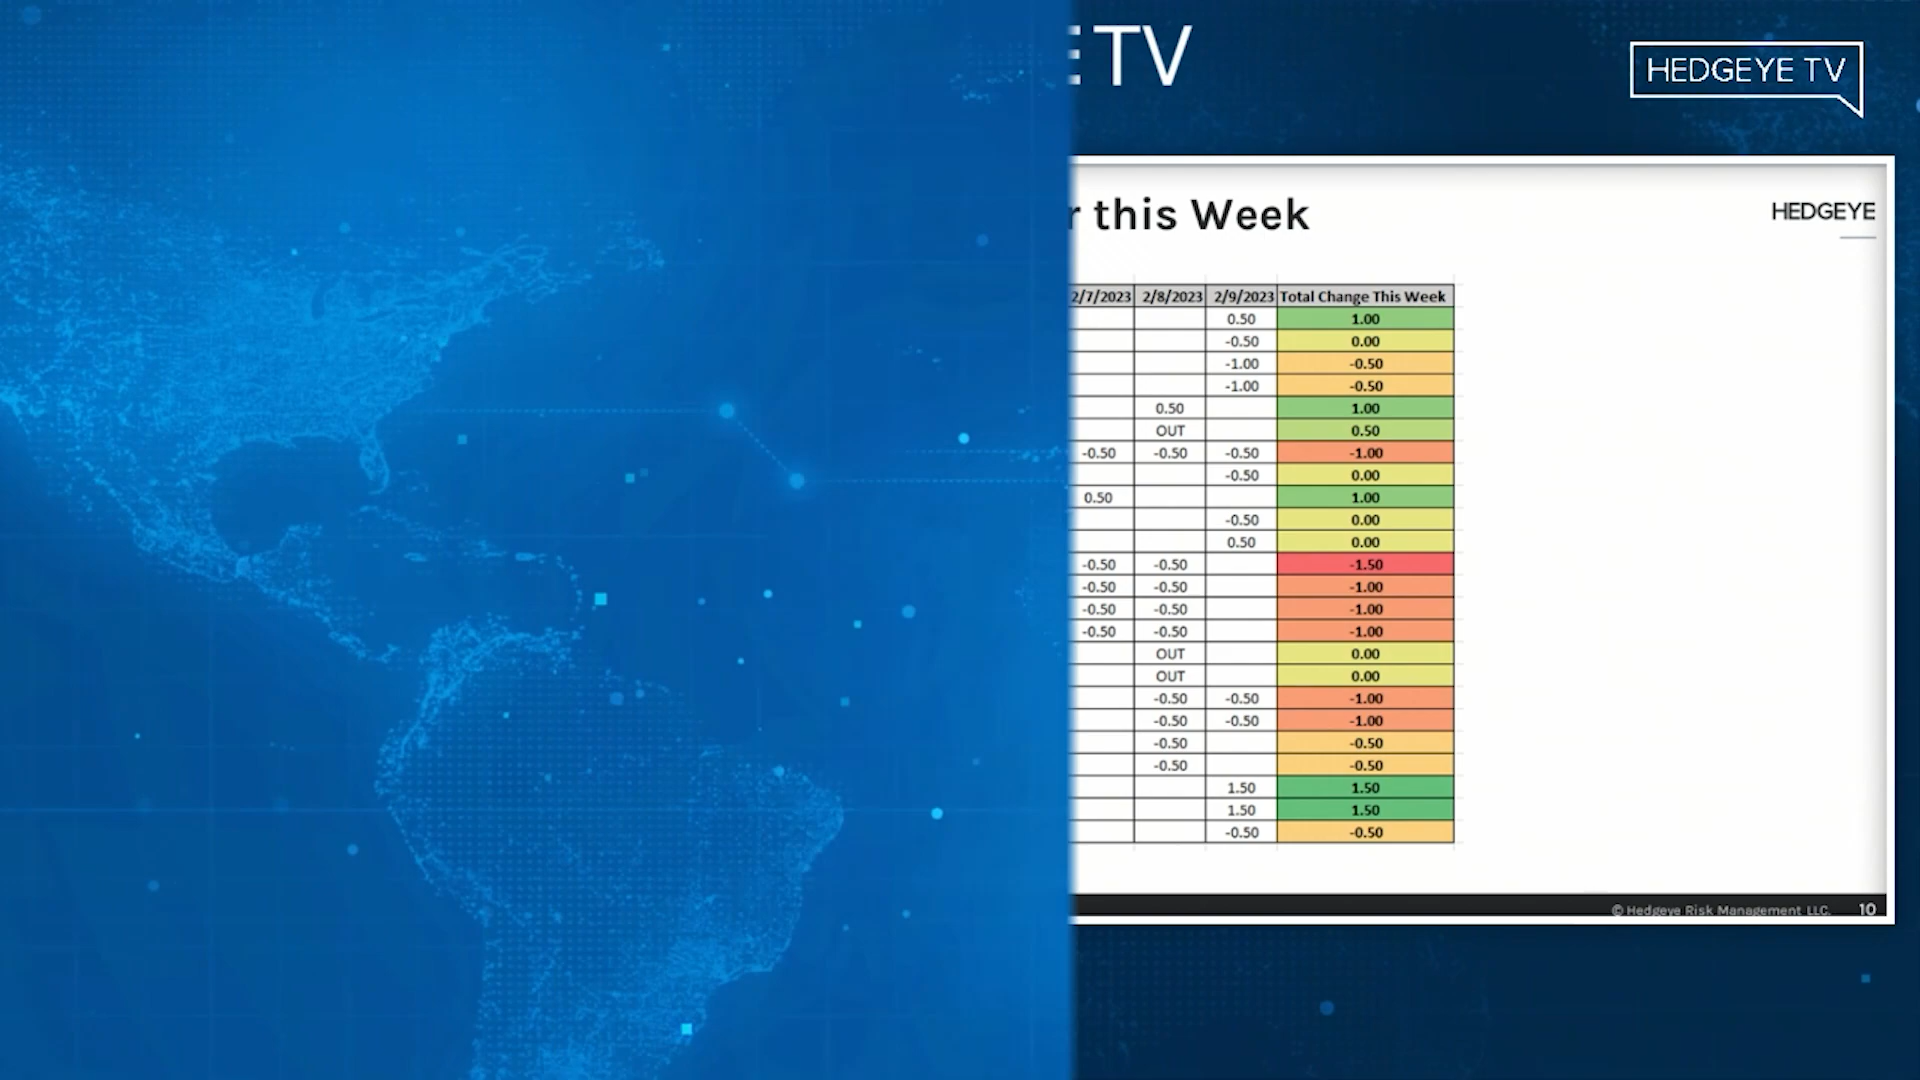 TV
HEDGEYE TV
this Week
HEDGEYE
2/7/2023 2/8/2023 2/9/2023 Total Change This Week
0.50 1.00
-0.50 0.00
-1.00 -0.50
-1.00 -0.50
0.50 1.00
OUT 0.50
-0.50 -0.50 -0.50 -1.00
-0.50 0.00
0.50 1.00
-0.50 0.00
0.50 0.00
-0.50 -0.50 -1.50
-0.50 -0.50 -1.00
-0.50 -0.50 -1.00
-0.50 -0.50 -1.00
OUT 0.00
OUT 0.00
-0.50 -0.50 -1.00
-0.50 -0.50 -1.00
-0.50 -0.50
-0.50 -0.50
1.50 1.50
1.50 1.50
-0.50 -0.50
© Hedgeye Risk Management LLC. 10